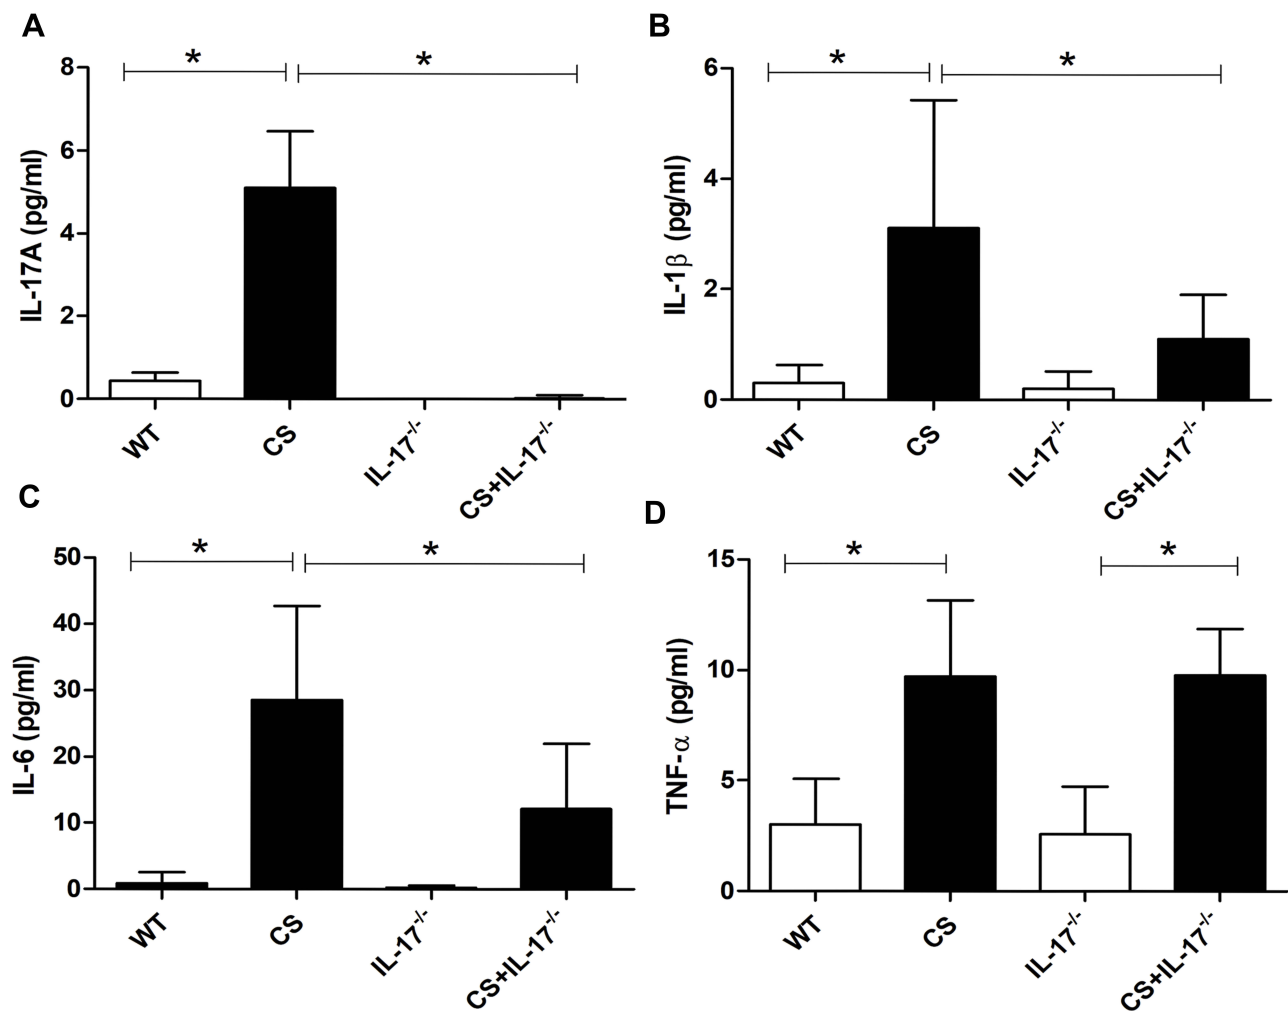 A
IL-17A (pg/ml)
8
6
4
2
0
*
*
WT
CS
IL-17-/-
CS+IL-17-/-
B
IL-1β (pg/ml)
6
4
2
0
*
*
WT
CS
IL-17-/-
CS+IL-17-/-
C
IL-6 (pg/ml)
50
40
30
20
10
0
*
*
WT
CS
IL-17-/-
CS+IL-17-/-
D
TNF-α (pg/ml)
15
10
5
0
*
*
WT
CS
IL-17-/-
CS+IL-17-/-